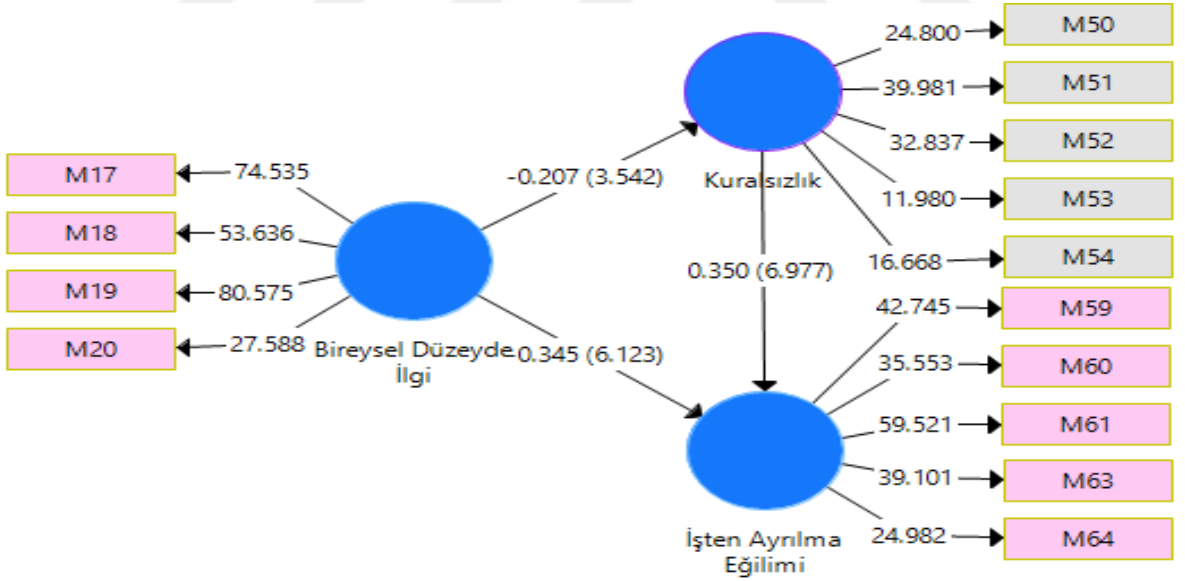 M17
M18
M19
M20
74.535
53.636
80.575
27.588
Bireysel Düzeyde
İlgi
-0.207 (3.542)
-0.345 (6.123)
Kuralsızlık
0.350 (6.977)
İşten Ayrılma
Eğilimi
24.800
39.981
32.837
11.980
16.668
42.745
35.553
59.521
39.101
24.982
M50
M51
M52
M53
M54
M59
M60
M61
M63
M64